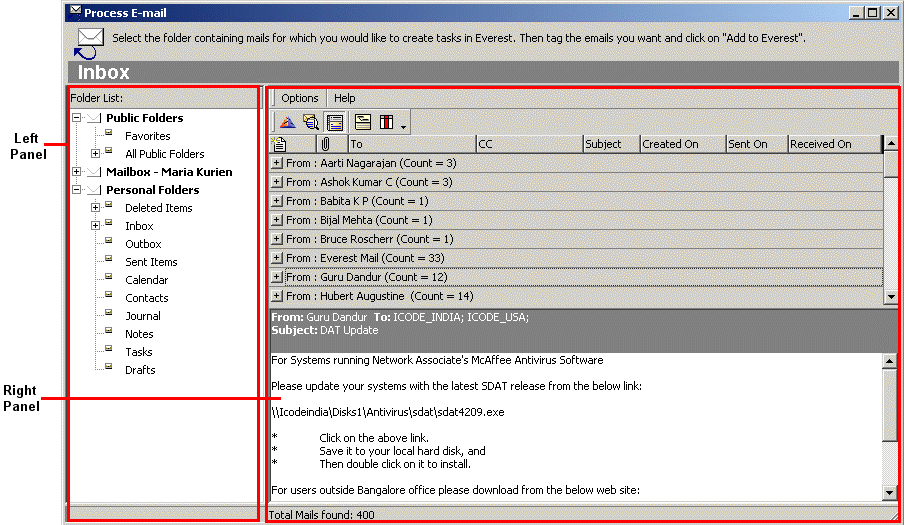 Process E-mail
Select the folder containing mails for which you would like to create tasks in Everest. Then tag the emails you want and click on "Add to Everest".
Inbox
Left
Panel
Right
Panel
Folder List:
Public Folders
Favorites
All Public Folders
Mailbox - Maria Kurien
Personal Folders
Deleted Items
Inbox
Outbox
Sent Items
Calendar
Contacts
Journal
Notes
Tasks
Drafts
Options Help
To CC Subject Created On Sent On Received On
From : Aarti Nagarajan (Count = 3)
From : Ashok Kumar C (Count = 3)
From : Babita K P (Count = 1)
From : Bijal Mehta (Count = 1)
From : Bruce Roscherr (Count = 1)
From : Everest Mail (Count = 33)
From : Guru Dandur (Count = 12)
From : Hubert Augustine (Count = 14)
From: Guru Dandur To: ICODE_INDIA; ICODE_USA;
Subject: DAT Update
For Systems running Network Associate's McAffee Antivirus Software
Please update your systems with the latest SDAT release from the below link:
\\Icodeindia\Disks1\Antivirus\sdat\sdat4209.exe
* Click on the above link.
* Save it to your local hard disk, and
* Then double click on it to install.
For users outside Bangalore office please download from the below web site:
Total Mails found: 400